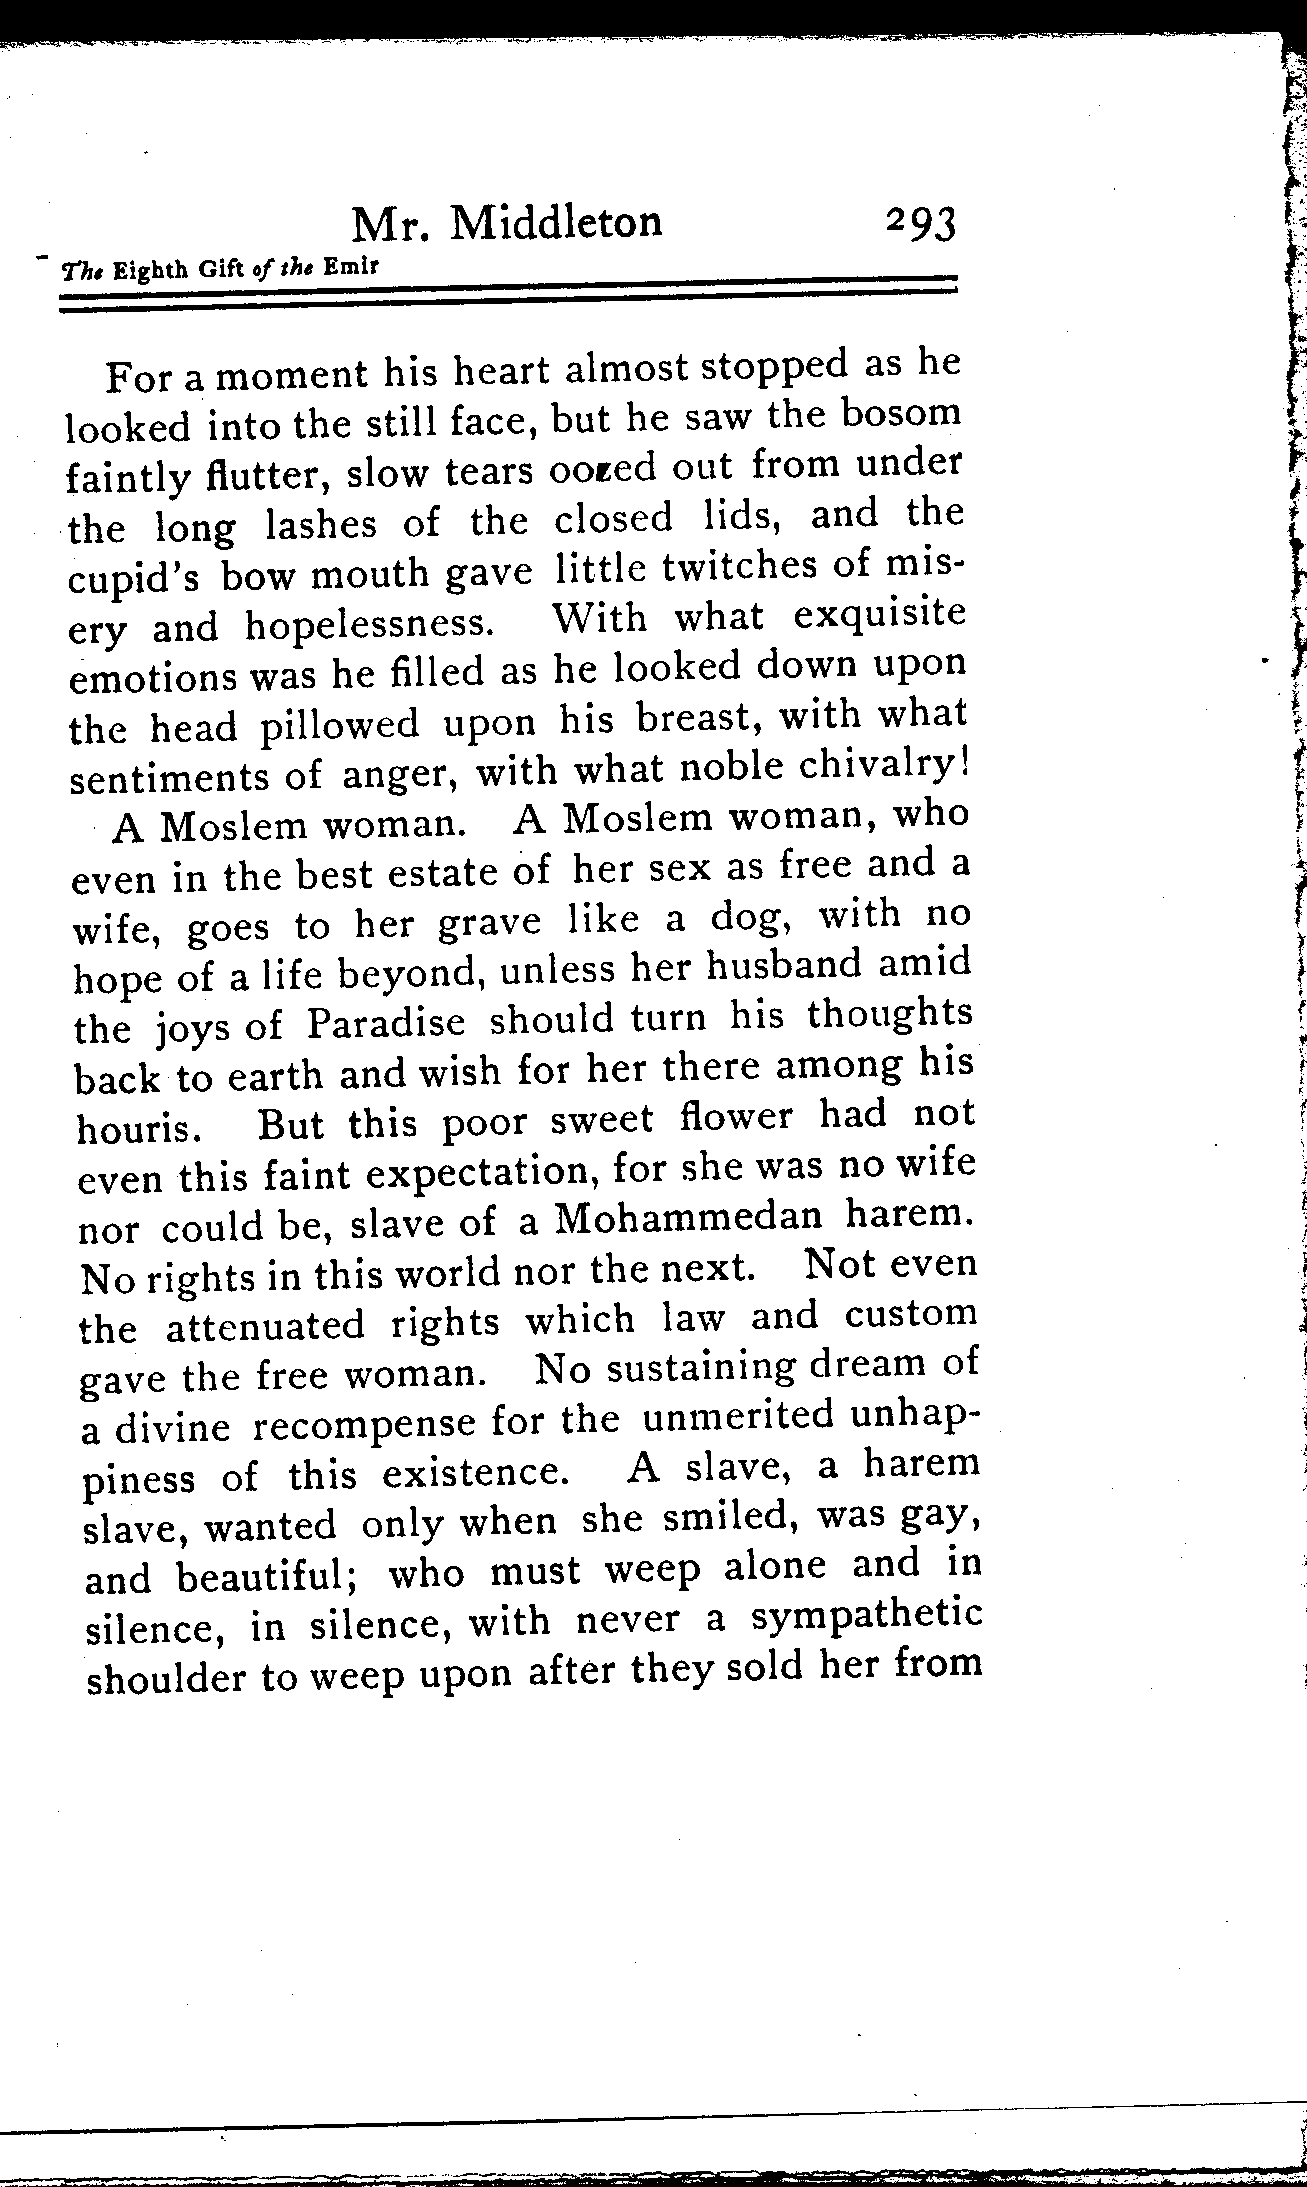 Mr. Middleton 293
The Eighth Gift of the Emir
For a moment his heart almost stopped as he
looked into the still face, but he saw the bosom
faintly flutter, slow tears oozed out from under
the long lashes of the closed lids, and the
cupid's bow mouth gave little twitches of mis-
ery and hopelessness. With what exquisite
emotions was he filled as he looked down upon
the head pillowed upon his breast, with what
sentiments of anger, with what noble chivalry!
A Moslem woman. A Moslem woman, who
even in the best estate of her sex as free and a
wife, goes to her grave like a dog, with no
hope of a life beyond, unless her husband amid
the joys of Paradise should turn his thoughts
back to earth and wish for her there among his
houris. But this poor sweet flower had not
even this faint expectation, for she was no wife
nor could be, slave of a Mohammedan harem.
No rights in this world nor the next. Not even
the attenuated rights which law and custom
gave the free woman. No sustaining dream of
a divine recompense for the unmerited unhap-
piness of this existence. A slave, a harem
slave, wanted only when she smiled, was gay,
and beautiful; who must weep alone and in
silence, in silence, with never a sympathetic
shoulder to weep upon after they sold her from